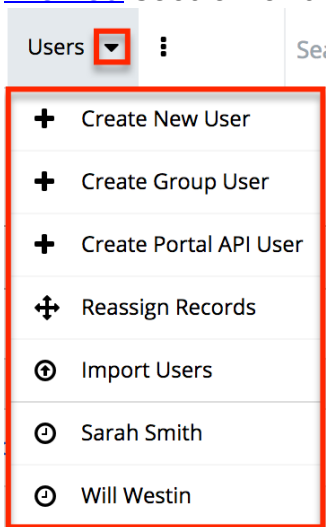 Users
Sea
Create New User
Create Group User
Create Portal API User
Reassign Records
Import Users
Sarah Smith
Will Westin